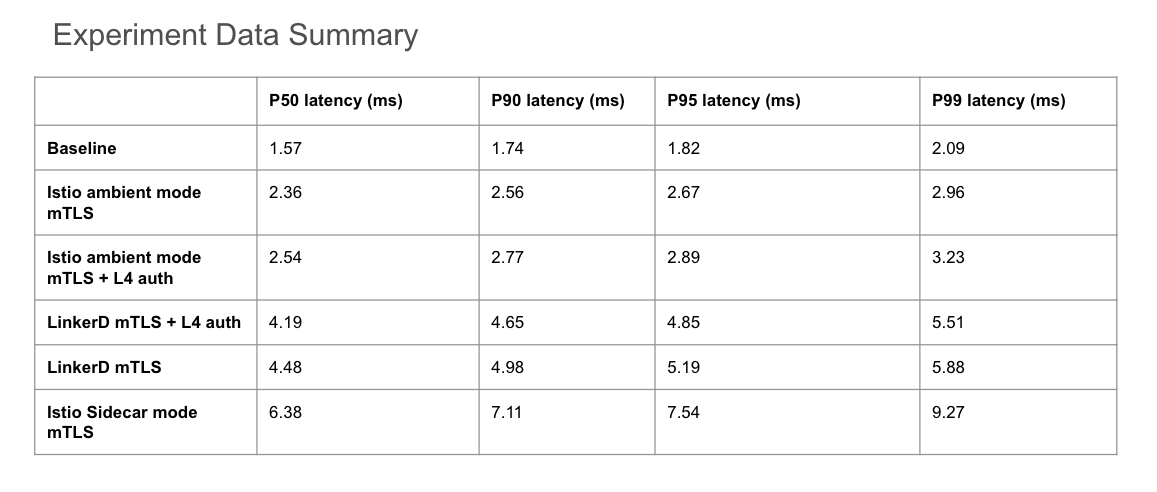 Experiment Data Summary
P50 latency (ms) P90 latency (ms) P95 latency (ms) P99 latency (ms)
Baseline 1.57 1.74 1.82 2.09
Istio ambient mode 2.36 2.56 2.67 2.96
mTLS
Istio ambient mode 2.54 2.77 2.89 3.23
mTLS + L4 auth
LinkerD mTLS + L4 auth 4.19 4.65 4.85 5.51
LinkerD mTLS 4.48 4.98 5.19 5.88
Istio Sidecar mode 6.38 7.11 7.54 9.27
mTLS